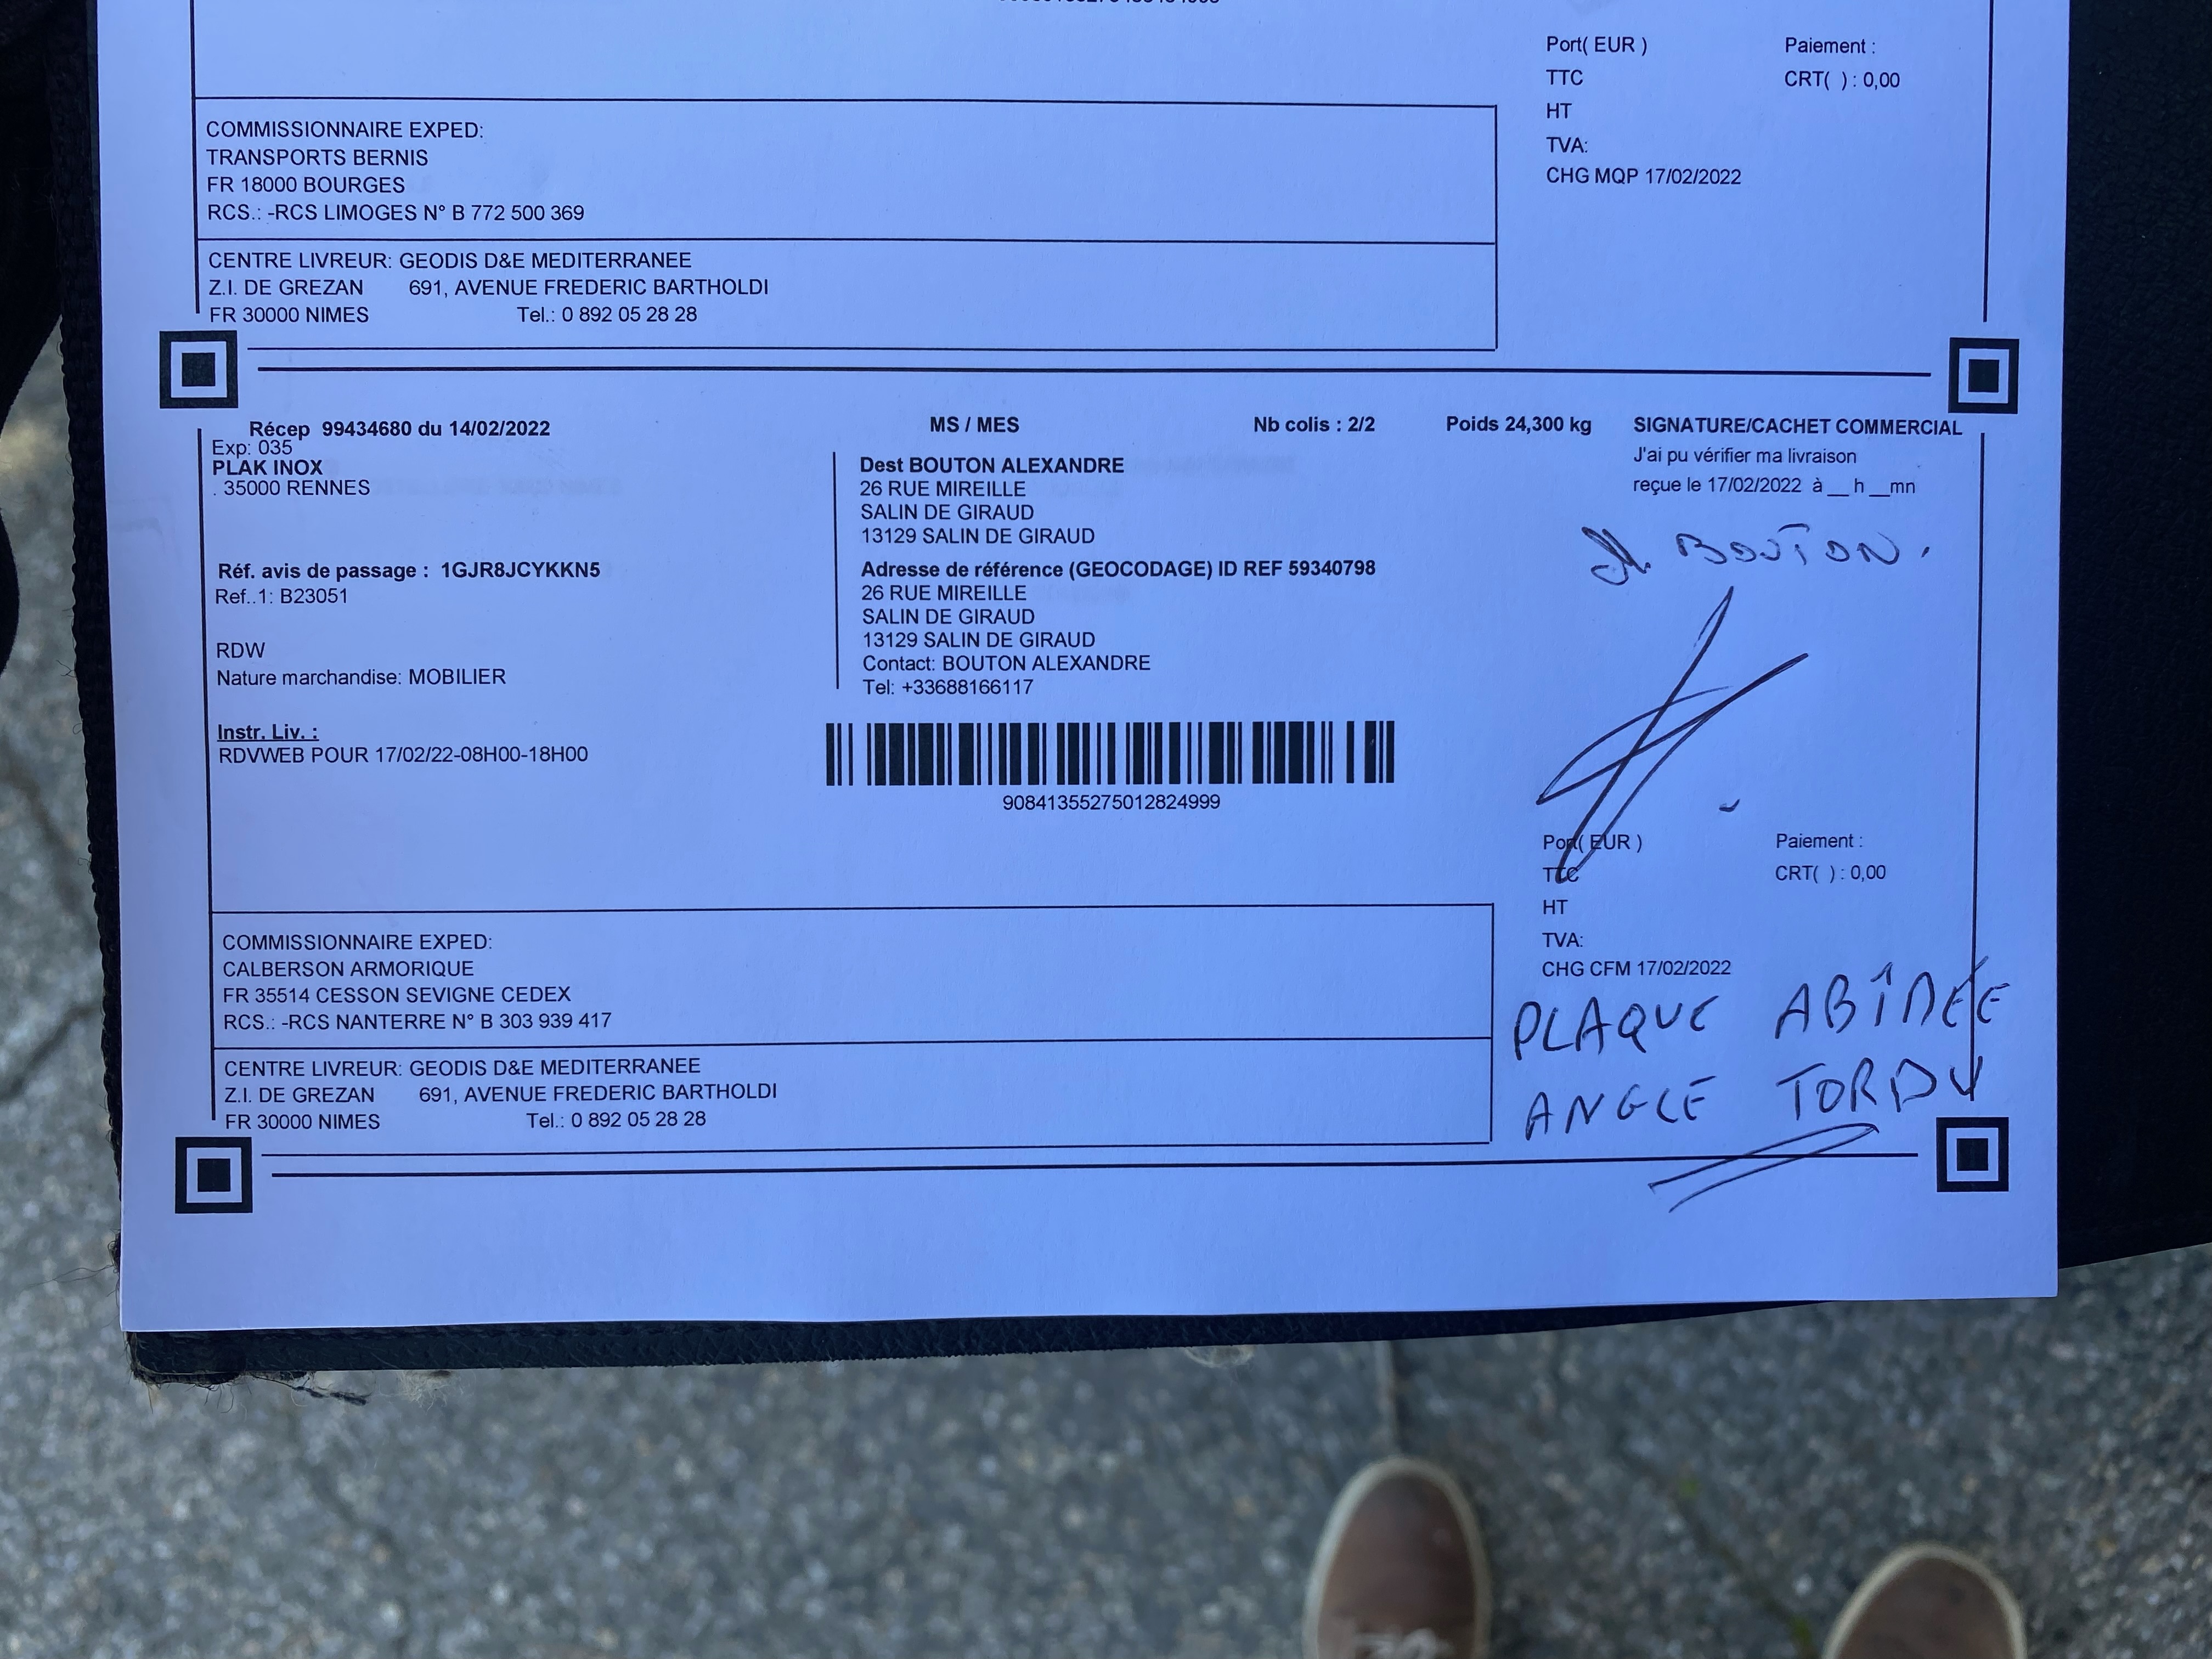 Port( EUR ) Paiement :
TTC CRT( ) : 0,00
HT
TVA:
CHG MQP 17/02/2022
COMMISSIONNAIRE EXPED:
TRANSPORTS BERNIS
FR 18000 BOURGES
RCS.: -RCS LIMOGES N° B 772 500 369
CENTRE LIVREUR: GEODIS D&E MEDITERRANEE
Z.I. DE GREZAN 691, AVENUE FREDERIC BARTHOLDI
FR 30000 NIMES Tel.: 0 892 05 28 28
Récep 99434680 du 14/02/2022 MS / MES Nb colis : 2/2 Poids 24,300 kg
Exp: 035
PLAK INOX
. 35000 RENNES
Réf. avis de passage : 1GJR8JCYKKN5
Ref..1: B23051
RDW
Nature marchandise: MOBILIER
Instr. Liv. :
RDVWEB POUR 17/02/22-08H00-18H00
Dest BOUTON ALEXANDRE
26 RUE MIREILLE
SALIN DE GIRAUD
13129 SALIN DE GIRAUD
Adresse de référence (GEOCODAGE) ID REF 59340798
26 RUE MIREILLE
SALIN DE GIRAUD
13129 SALIN DE GIRAUD
Contact: BOUTON ALEXANDRE
Tel: +33688166117
90841355275012824999
SIGNATURE/CACHET COMMERCIAL
J'ai pu vérifier ma livraison
reçue le 17/02/2022 à __ h __mn
BOUTON.
Port( EUR ) Paiement :
TTC CRT( ) : 0,00
HT
TVA:
CHG CFM 17/02/2022
PLAQUE ABÎMÉE
ANGLE TORDU
COMMISSIONNAIRE EXPED:
CALBERSON ARMORIQUE
FR 35514 CESSON SEVIGNE CEDEX
RCS.: -RCS NANTERRE N° B 303 939 417
CENTRE LIVREUR: GEODIS D&E MEDITERRANEE
Z.I. DE GREZAN 691, AVENUE FREDERIC BARTHOLDI
FR 30000 NIMES Tel.: 0 892 05 28 28